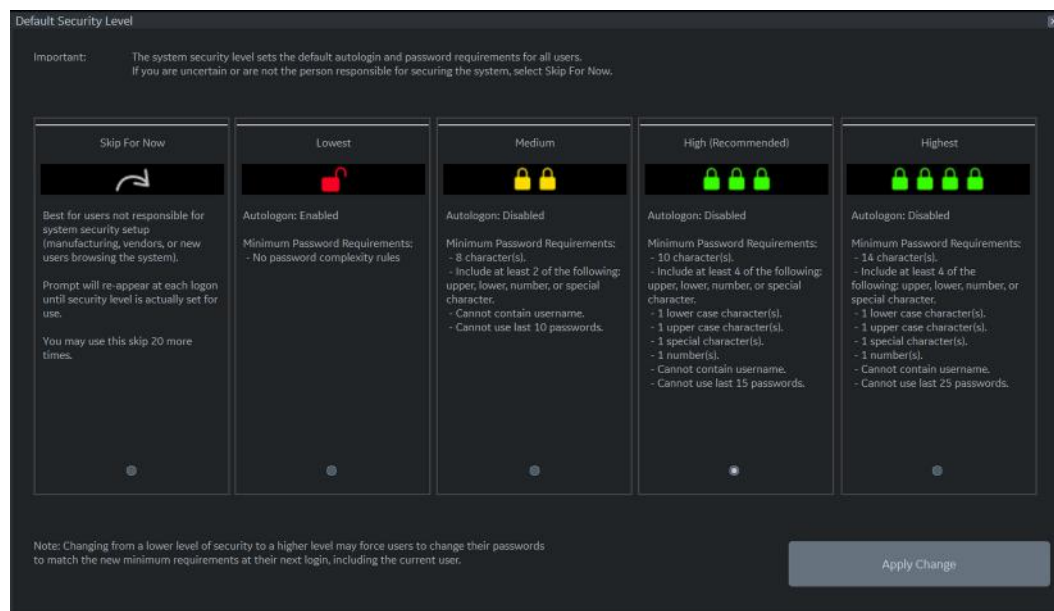 Default Security Level
Important: The system security level sets the default autologin and password requirements for all users.
If you are uncertain or are not the person responsible for securing the system, select Skip For Now.
Skip For Now
Best for users not responsible for
system security setup
(manufacturing, vendors, or new
users browsing the system).
Prompt will re-appear at each logon
until security level is actually set for
use.
You may use this skip 20 more
times.
Lowest
Autologon: Enabled
Minimum Password Requirements:
- No password complexity rules
Medium
Autologon: Disabled
Minimum Password Requirements:
- 8 character(s).
- Include at least 2 of the following:
upper, lower, number, or special
character.
- Cannot contain username.
- Cannot use last 10 passwords.
High (Recommended)
Autologon: Disabled
Minimum Password Requirements:
- 10 character(s).
- Include at least 4 of the following:
upper, lower, number, or special
character.
- 1 lower case character(s).
- 1 upper case character(s).
- 1 special character(s).
- 1 number(s).
- Cannot contain username.
- Cannot use last 15 passwords.
Highest
Autologon: Disabled
Minimum Password Requirements:
- 14 character(s).
- Include at least 4 of the
following: upper, lower, number, or
special character.
- 1 lower case character(s).
- 1 upper case character(s).
- 1 special character(s).
- 1 number(s).
- Cannot contain username.
- Cannot use last 25 passwords.
Note: Changing from a lower level of security to a higher level may force users to change their passwords
to match the new minimum requirements at their next login, including the current user.
Apply Change